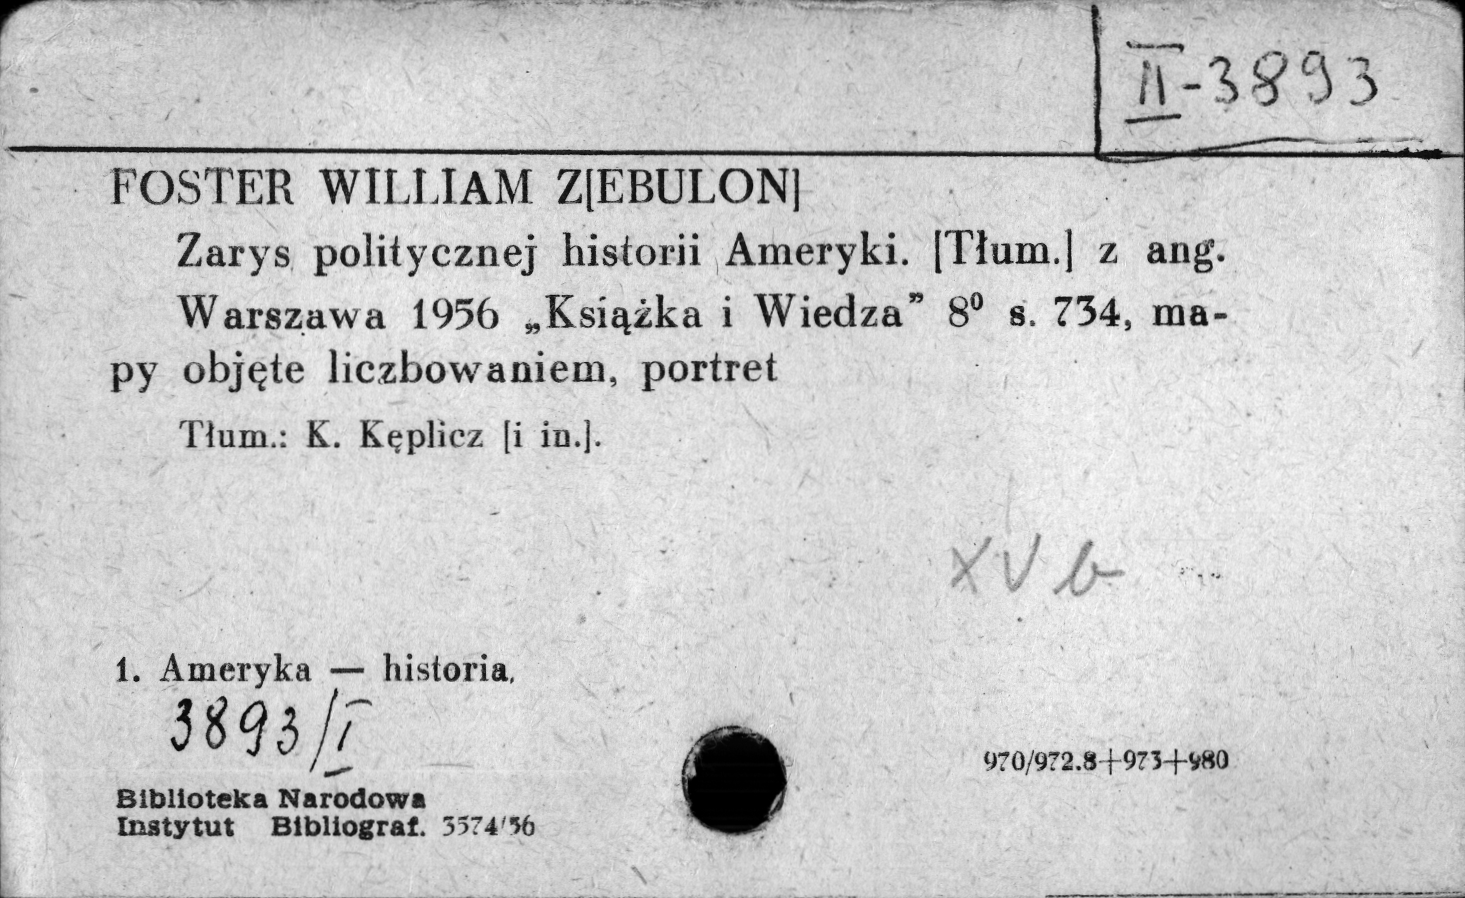 II-3893
FOSTER WILLIAM Z[EBULON]
Zarys politycznej historii Ameryki. [Tłum.] z ang.
Warszawa 1956 „Książka i Wiedza” 8⁰ s. 734, ma-
py objęte liczbowaniem, portret
Tłum.: K. Kęplicz [i in.].
XV b
1. Ameryka — historia.
3893/I
970/972.8+973+980
Biblioteka Narodowa
Instytut Bibliograf. 3574/56